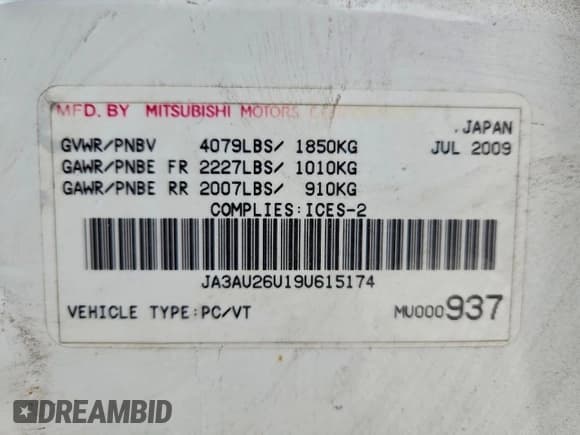 MFD. BY MITSUBISHI MOTORS CORPORATION
JAPAN
GVWR/PNBV 4079LBS/ 1850KG JUL 2009
GAWR/PNBE FR 2227LBS/ 1010KG
GAWR/PNBE RR 2007LBS/ 910KG
COMPLIES:ICES-2
JA3AU26U19U615174
VEHICLE TYPE:PC/VT MU000937
DREAMBID